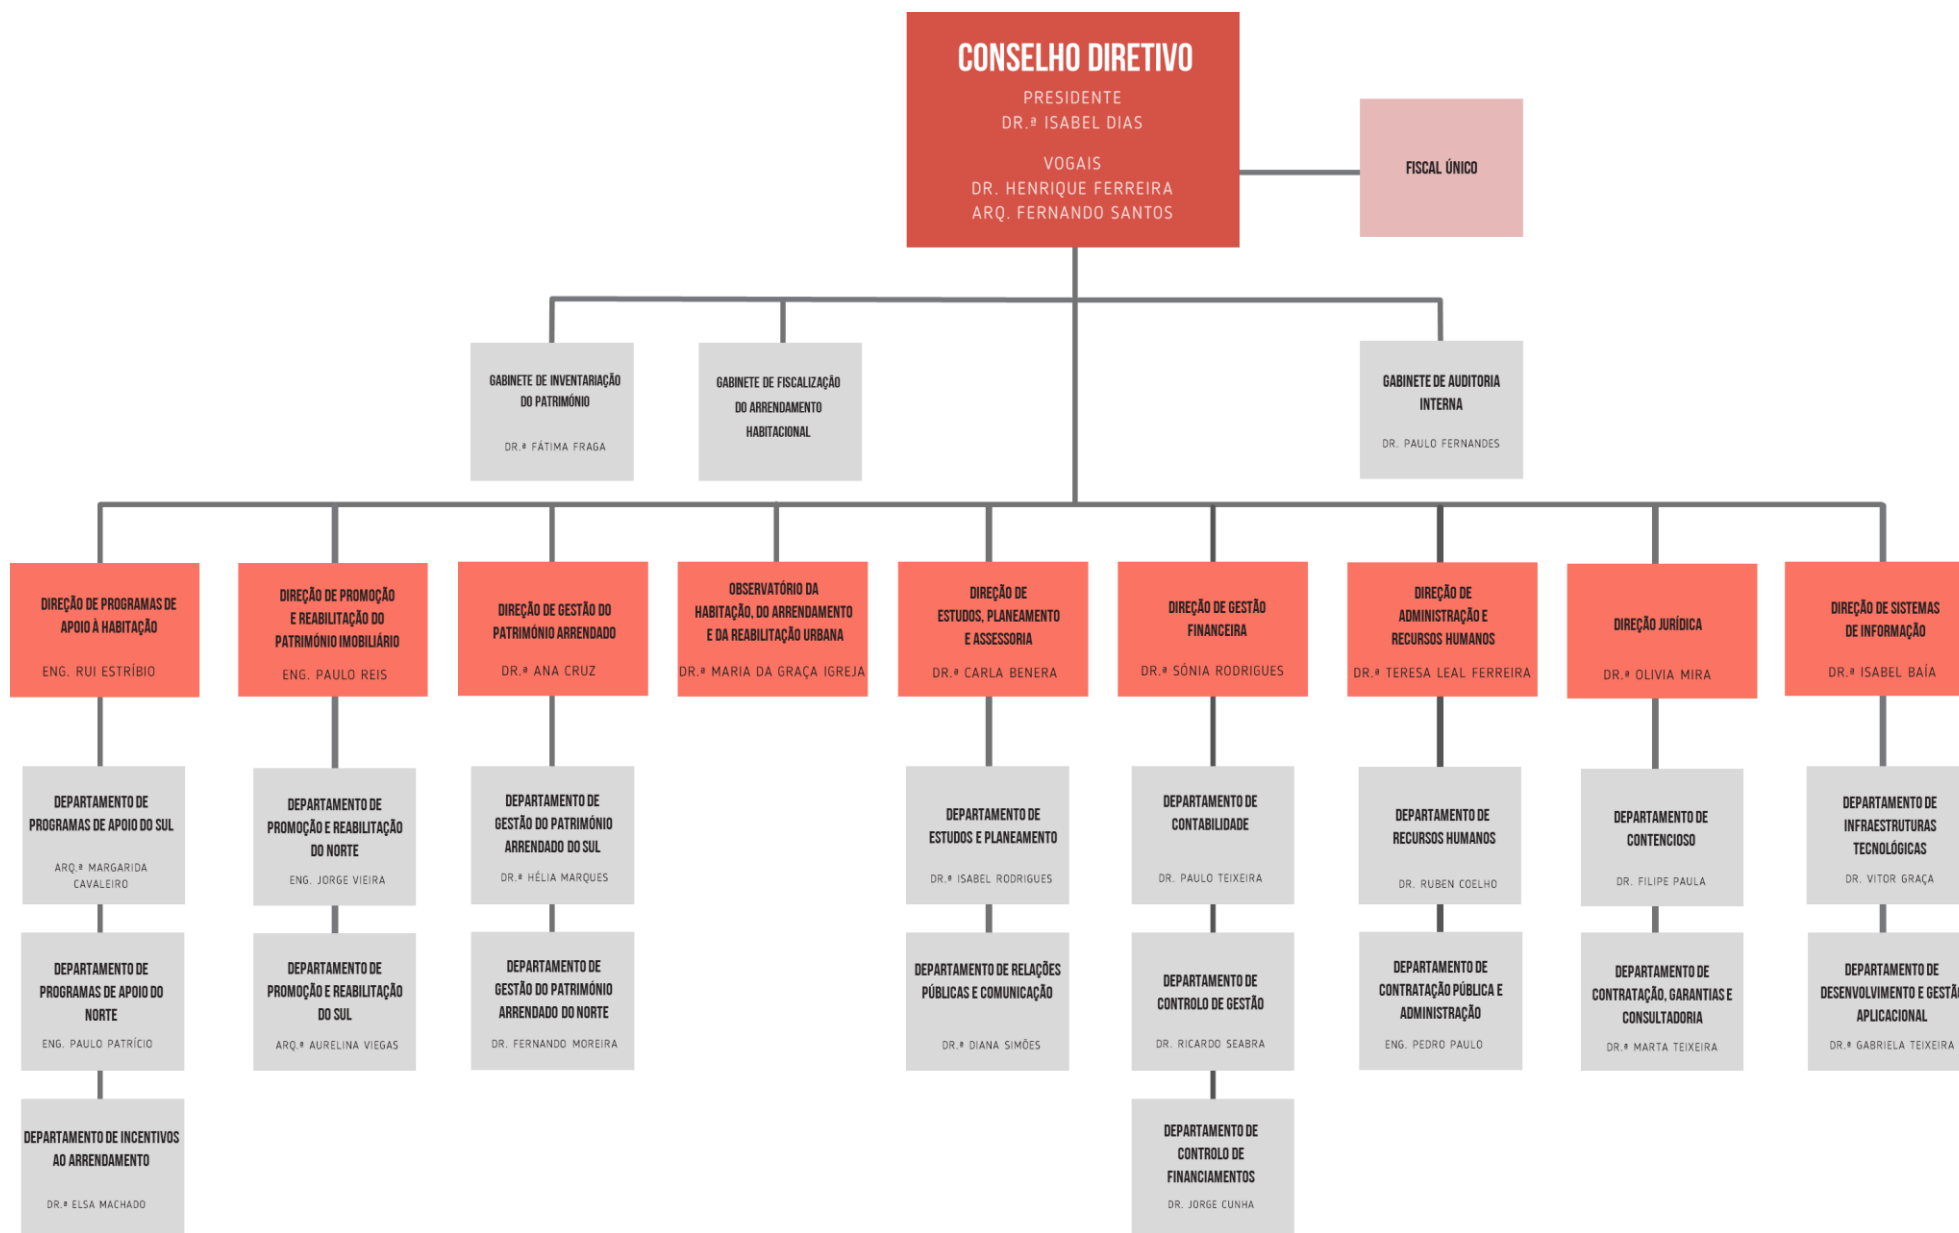 CONSELHO DIRETIVO
PRESIDENTE
DR.ª ISABEL DIAS
VOGAIS
DR. HENRIQUE FERREIRA
ARQ. FERNANDO SANTOS
FISCAL ÚNICO
GABINETE DE INVENTARIAÇÃO
DO PATRIMÓNIO
DR.ª FÁTIMA FRAGA
GABINETE DE FISCALIZAÇÃO
DO ARRENDAMENTO
HABITACIONAL
GABINETE DE AUDITORIA
INTERNA
DR. PAULO FERNANDES
DIREÇÃO DE PROGRAMAS DE
APOIO À HABITAÇÃO
ENG. RUI ESTRÍBIO
DIREÇÃO DE PROMOÇÃO
E REABILITAÇÃO DO
PATRIMÓNIO IMOBILIÁRIO
ENG. PAULO REIS
DIREÇÃO DE GESTÃO DO
PATRIMÓNIO ARRENDADO
DR.ª ANA CRUZ
OBSERVATÓRIO DA
HABITAÇÃO, DO ARRENDAMENTO
E DA REABILITAÇÃO URBANA
DR.ª MARIA DA GRAÇA IGREJA
DIREÇÃO DE
ESTUDOS, PLANEAMENTO
E ASSESSORIA
DR.ª CARLA BENERA
DIREÇÃO DE GESTÃO
FINANCEIRA
DR.ª SÓNIA RODRIGUES
DIREÇÃO DE
ADMINISTRAÇÃO E
RECURSOS HUMANOS
DR.ª TERESA LEAL FERREIRA
DIREÇÃO JURÍDICA
DR.ª OLIVIA MIRA
DIREÇÃO DE SISTEMAS
DE INFORMAÇÃO
DR.ª ISABEL BAÍA
DEPARTAMENTO DE
PROGRAMAS DE APOIO DO SUL
ARQ.ª MARGARIDA
CAVALEIRO
DEPARTAMENTO DE
PROMOÇÃO E REABILITAÇÃO
DO NORTE
ENG. JORGE VIEIRA
DEPARTAMENTO DE
GESTÃO DO PATRIMÓNIO
ARRENDADO DO SUL
DR.ª HÉLIA MARQUES
DEPARTAMENTO DE
ESTUDOS E PLANEAMENTO
DR.ª ISABEL RODRIGUES
DEPARTAMENTO DE
CONTABILIDADE
DR. PAULO TEIXEIRA
DEPARTAMENTO DE
RECURSOS HUMANOS
DR. RUBEN COELHO
DEPARTAMENTO DE
CONTENCIOSO
DR. FILIPE PAULA
DEPARTAMENTO DE
INFRAESTRUTURAS
TECNOLÓGICAS
DR. VITOR GRAÇA
DEPARTAMENTO DE
PROGRAMAS DE APOIO DO
NORTE
ENG. PAULO PATRÍCIO
DEPARTAMENTO DE
PROMOÇÃO E REABILITAÇÃO
DO SUL
ARQ.ª AURELINA VIEGAS
DEPARTAMENTO DE
GESTÃO DO PATRIMÓNIO
ARRENDADO DO NORTE
DR. FERNANDO MOREIRA
DEPARTAMENTO DE RELAÇÕES
PÚBLICAS E COMUNICAÇÃO
DR.ª DIANA SIMÕES
DEPARTAMENTO DE
CONTROLO DE GESTÃO
DR. RICARDO SEABRA
DEPARTAMENTO DE
CONTRATAÇÃO PÚBLICA E
ADMINISTRAÇÃO
ENG. PEDRO PAULO
DEPARTAMENTO DE
CONTRATAÇÃO, GARANTIAS E
CONSULTADORIA
DR.ª MARTA TEIXEIRA
DEPARTAMENTO DE
DESENVOLVIMENTO E GESTÃO
APLICACIONAL
DR.ª GABRIELA TEIXEIRA
DEPARTAMENTO DE INCENTIVOS
AO ARRENDAMENTO
DR.ª ELSA MACHADO
DEPARTAMENTO DE
CONTROLO DE
FINANCIAMENTOS
DR. JORGE CUNHA